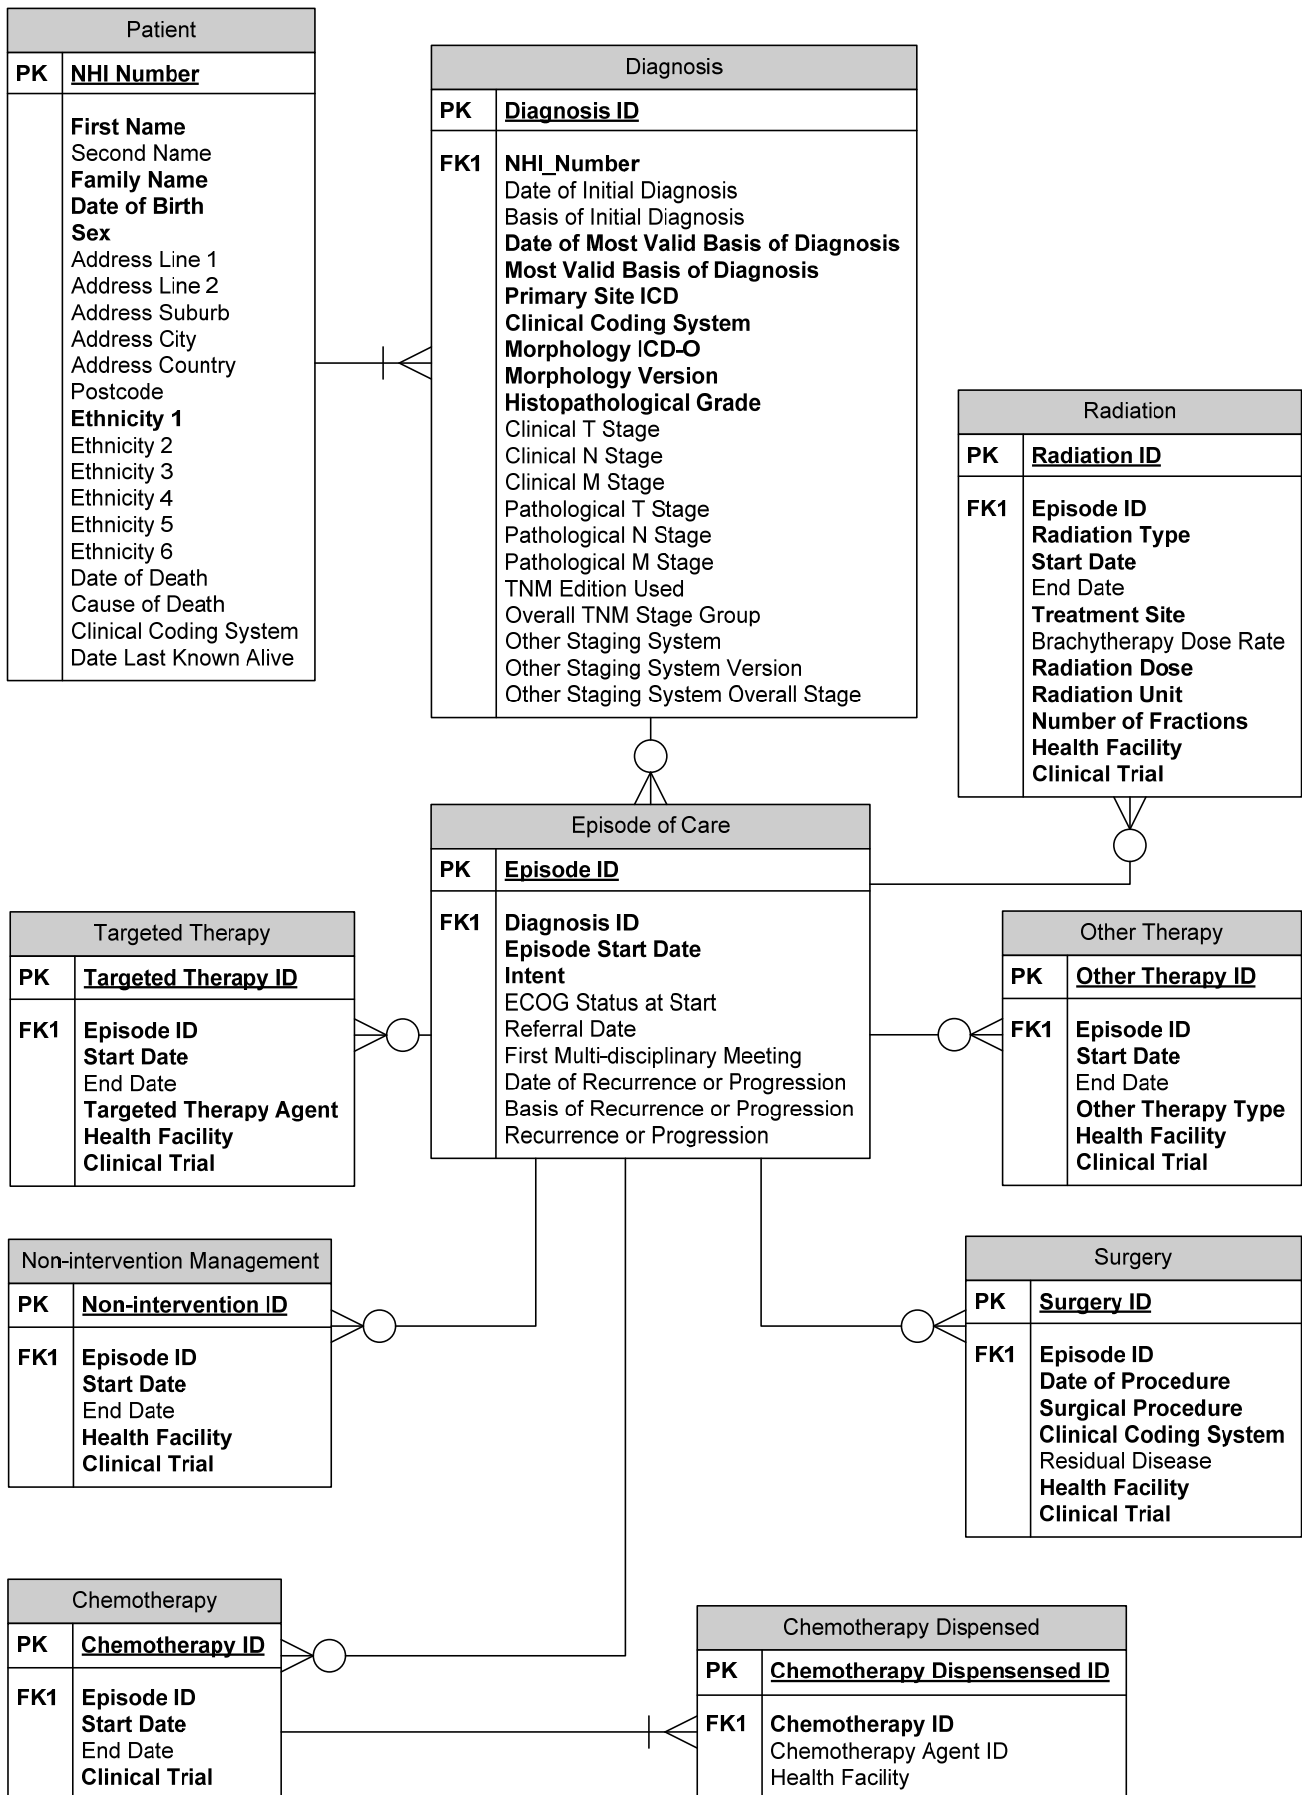 Patient
PK NHI Number
First Name
Second Name
Family Name
Date of Birth
Sex
Address Line 1
Address Line 2
Address Suburb
Address City
Address Country
Postcode
Ethnicity 1
Ethnicity 2
Ethnicity 3
Ethnicity 4
Ethnicity 5
Ethnicity 6
Date of Death
Cause of Death
Clinical Coding System
Date Last Known Alive
Diagnosis
PK Diagnosis ID
FK1 NHI_Number
Date of Initial Diagnosis
Basis of Initial Diagnosis
Date of Most Valid Basis of Diagnosis
Most Valid Basis of Diagnosis
Primary Site ICD
Clinical Coding System
Morphology ICD-O
Morphology Version
Histopathological Grade
Clinical T Stage
Clinical N Stage
Clinical M Stage
Pathological T Stage
Pathological N Stage
Pathological M Stage
TNM Edition Used
Overall TNM Stage Group
Other Staging System
Other Staging System Version
Other Staging System Overall Stage
Radiation
PK Radiation ID
FK1 Episode ID
Radiation Type
Start Date
End Date
Treatment Site
Brachytherapy Dose Rate
Radiation Dose
Radiation Unit
Number of Fractions
Health Facility
Clinical Trial
Episode of Care
PK Episode ID
FK1 Diagnosis ID
Episode Start Date
Intent
ECOG Status at Start
Referral Date
First Multi-disciplinary Meeting
Date of Recurrence or Progression
Basis of Recurrence or Progression
Recurrence or Progression
Targeted Therapy
PK Targeted Therapy ID
FK1 Episode ID
Start Date
End Date
Targeted Therapy Agent
Health Facility
Clinical Trial
Other Therapy
PK Other Therapy ID
FK1 Episode ID
Start Date
End Date
Other Therapy Type
Health Facility
Clinical Trial
Non-intervention Management
PK Non-intervention ID
FK1 Episode ID
Start Date
End Date
Health Facility
Clinical Trial
Surgery
PK Surgery ID
FK1 Episode ID
Date of Procedure
Surgical Procedure
Clinical Coding System
Residual Disease
Health Facility
Clinical Trial
Chemotherapy
PK Chemotherapy ID
FK1 Episode ID
Start Date
End Date
Clinical Trial
Chemotherapy Dispensed
PK Chemotherapy Dispensensed ID
FK1 Chemotherapy ID
Chemotherapy Agent ID
Health Facility